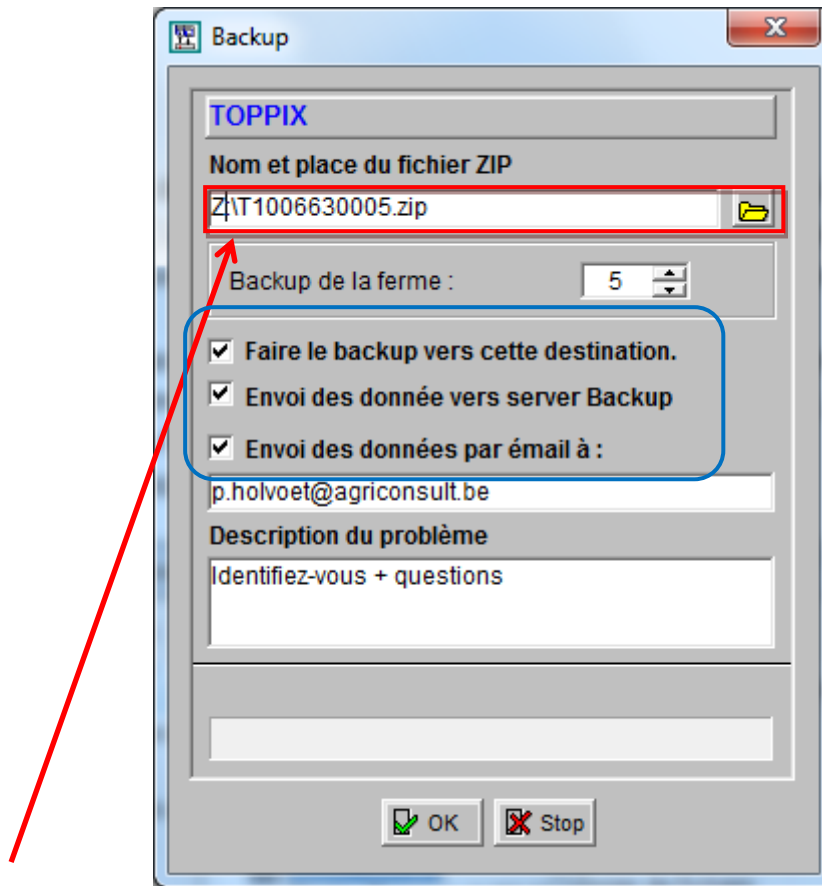 Backup
TOPPIX
Nom et place du fichier ZIP
Z:\T1006630005.zip
Backup de la ferme : 5
Faire le backup vers cette destination.
Envoi des donnée vers server Backup
Envoi des données par émail à :
p.holvoet@agriconsult.be
Description du problème
Identifiez-vous + questions
OK Stop